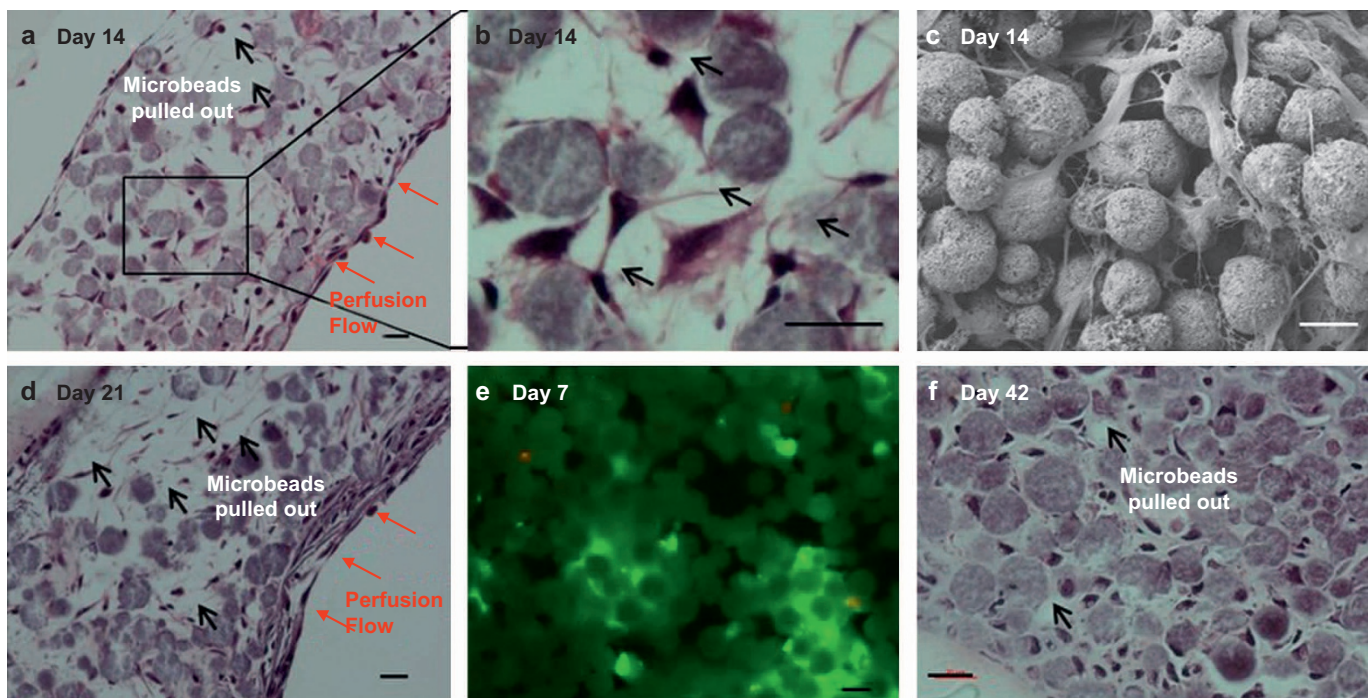 a Day 14
Microbeads
pulled out
Perfusion
Flow
b Day 14
c Day 14
d Day 21
Microbeads
pulled out
Perfusion
Flow
e Day 7
f Day 42
Microbeads
pulled out